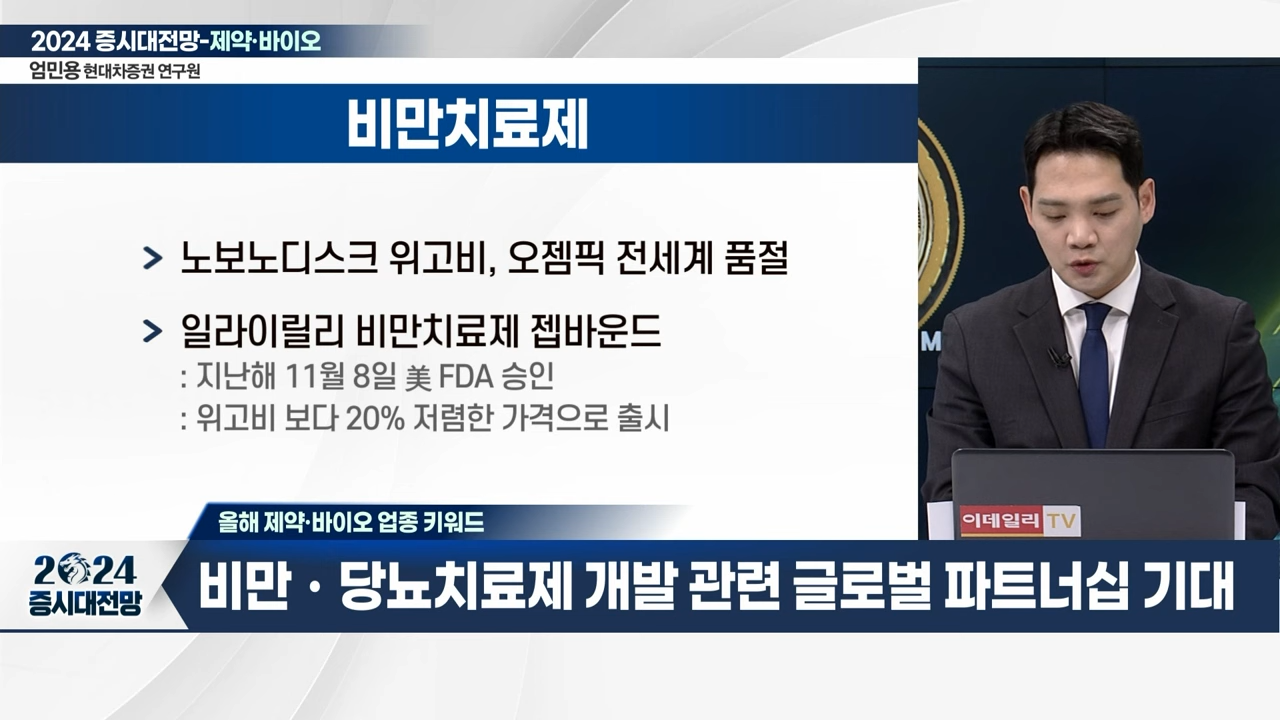 2024 증시대전망-제약·바이오
엄민용 현대차증권 연구원
비만치료제
> 노보노디스크 위고비, 오젬픽 전세계 품절
> 일라이릴리 비만치료제 젭바운드
: 지난해 11월 8일 美 FDA 승인
: 위고비 보다 20% 저렴한 가격으로 출시
M
이데일리 TV
올해 제약·바이오 업종 키워드
2024
증시대전망
비만·당뇨치료제 개발 관련 글로벌 파트너십 기대